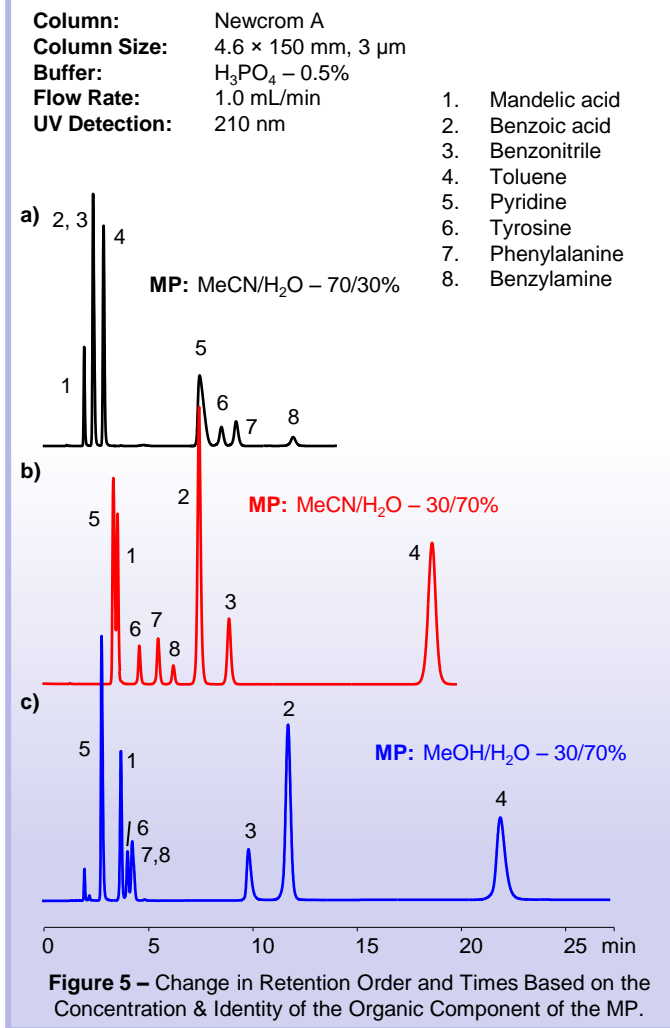 Column: Newcrom A
Column Size: 4.6 × 150 mm, 3 μm
Buffer: H₃PO₄ – 0.5%
Flow Rate: 1.0 mL/min
UV Detection: 210 nm
1. Mandelic acid
2. Benzoic acid
3. Benzonitrile
4. Toluene
5. Pyridine
6. Tyrosine
7. Phenylalanine
8. Benzylamine
a)
2, 3
4
MP: MeCN/H₂O – 70/30%
1
5
6
7
8
b)
MP: MeCN/H₂O – 30/70%
5
1
6
7
8
2
3
4
c)
MP: MeOH/H₂O – 30/70%
5
1
6
7,8
3
2
4
0 5 10 15 20 25 min
Figure 5 – Change in Retention Order and Times Based on the
Concentration & Identity of the Organic Component of the MP.